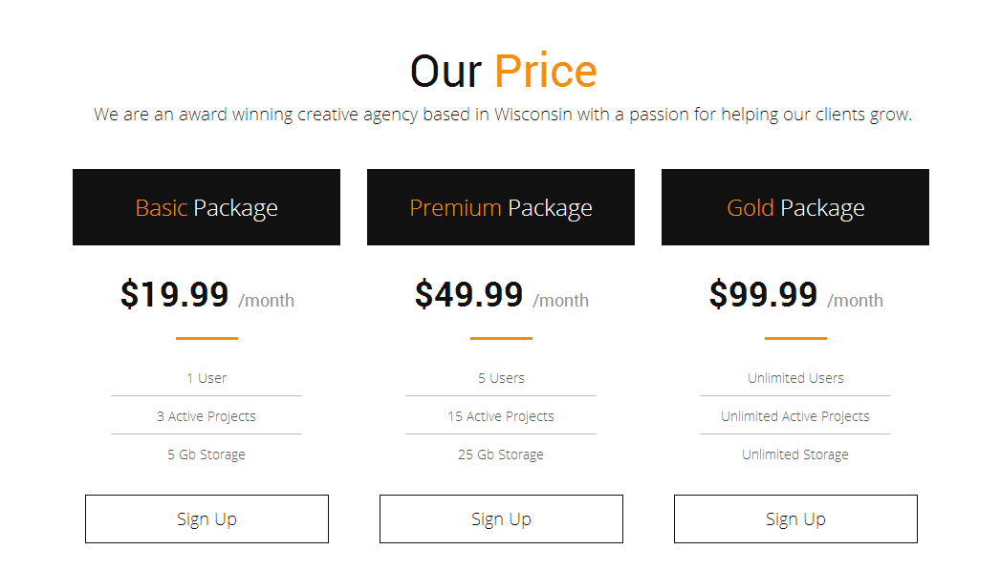 Our Price
We are an award winning creative agency based in Wisconsin with a passion for helping our clients grow.
Basic Package
$19.99 /month
1 User
3 Active Projects
5 Gb Storage
Sign Up
Premium Package
$49.99 /month
5 Users
15 Active Projects
25 Gb Storage
Sign Up
Gold Package
$99.99 /month
Unlimited Users
Unlimited Active Projects
Unlimited Storage
Sign Up